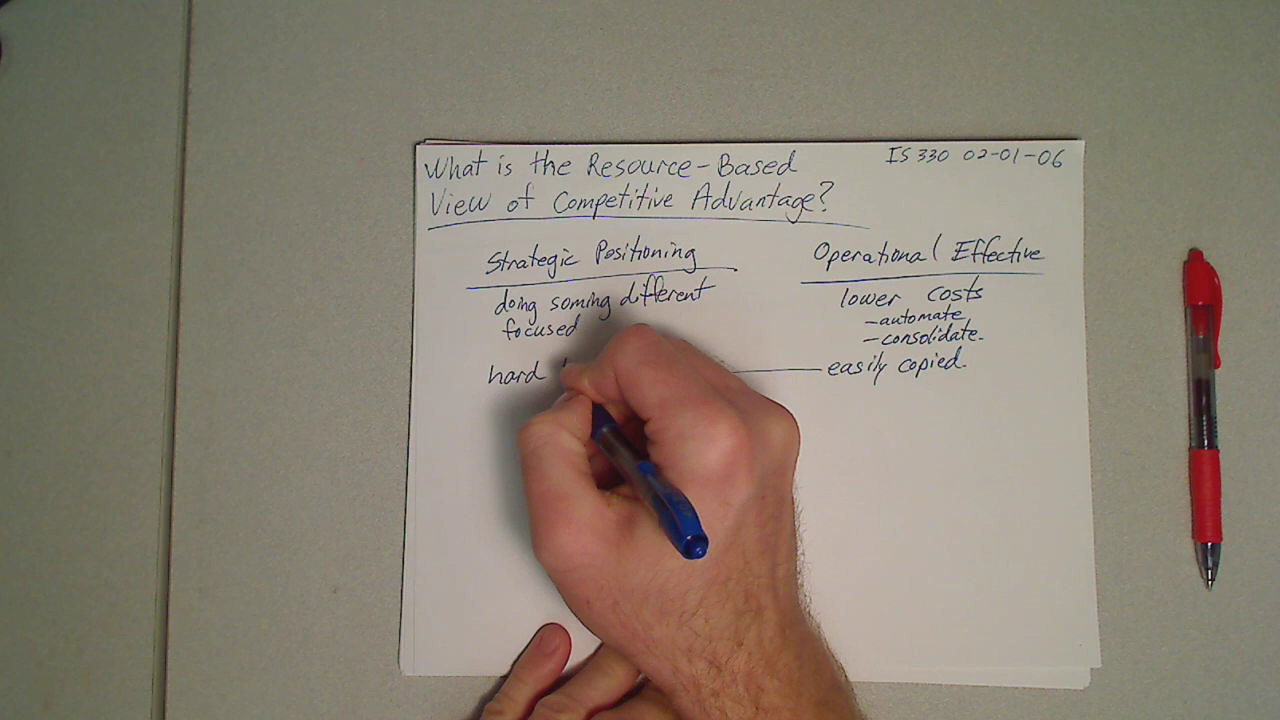 What is the Resource-Based
View of Competitive Advantage?
IS 330 02-01-06
Strategic Positioning
doing soming different
focused
hard
Operational Effective
lower costs
-automate
-consolidate.
easily copied.